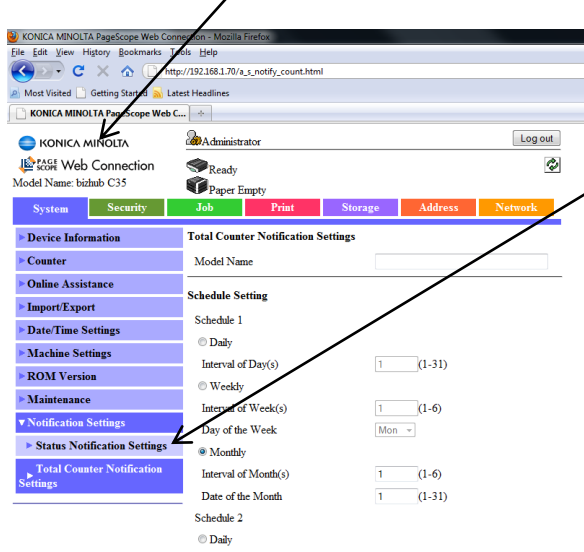 KONICA MINOLTA PageScope Web Connection - Mozilla Firefox
File Edit View History Bookmarks Tools Help
http://192.168.1.70/a_s_notify_count.html
Most Visited Getting Started Latest Headlines
KONICA MINOLTA PageScope Web C...
KONICA MINOLTA
Administrator
Log out
PAGE SCOPE Web Connection
Ready
Model Name: bizhub C35
Paper Empty
System Security Job Print Storage Address Network
Device Information
Counter
Online Assistance
Import/Export
Date/Time Settings
Machine Settings
ROM Version
Maintenance
Notification Settings
Status Notification Settings
Total Counter Notification
Settings
Total Counter Notification Settings
Model Name
Schedule Setting
Schedule 1
Daily
Interval of Day(s) 1 (1-31)
Weekly
Interval of Week(s) 1 (1-6)
Day of the Week Mon
Monthly
Interval of Month(s) 1 (1-6)
Date of the Month 1 (1-31)
Schedule 2
Daily